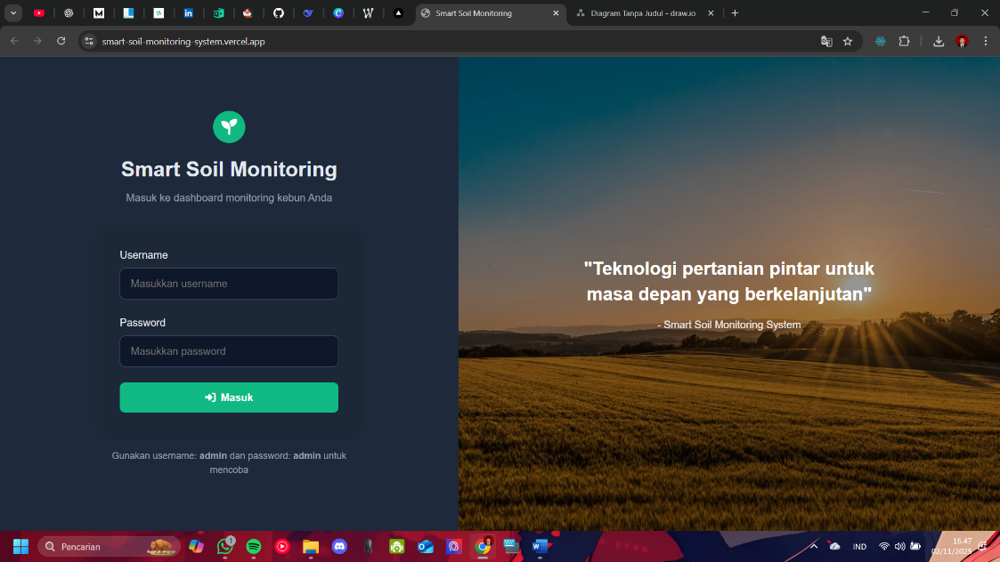 Smart Soil Monitoring
Diagram Tanpa Judul - draw.io
smart-soil-monitoring-system.vercel.app
Smart Soil Monitoring
Masuk ke dashboard monitoring kebun Anda
Username
Masukkan username
Password
Masukkan password
Masuk
Gunakan username: admin dan password: admin untuk
mencoba
"Teknologi pertanian pintar untuk
masa depan yang berkelanjutan"
- Smart Soil Monitoring System
Pencarian
1
IND
16.47
02/11/2025